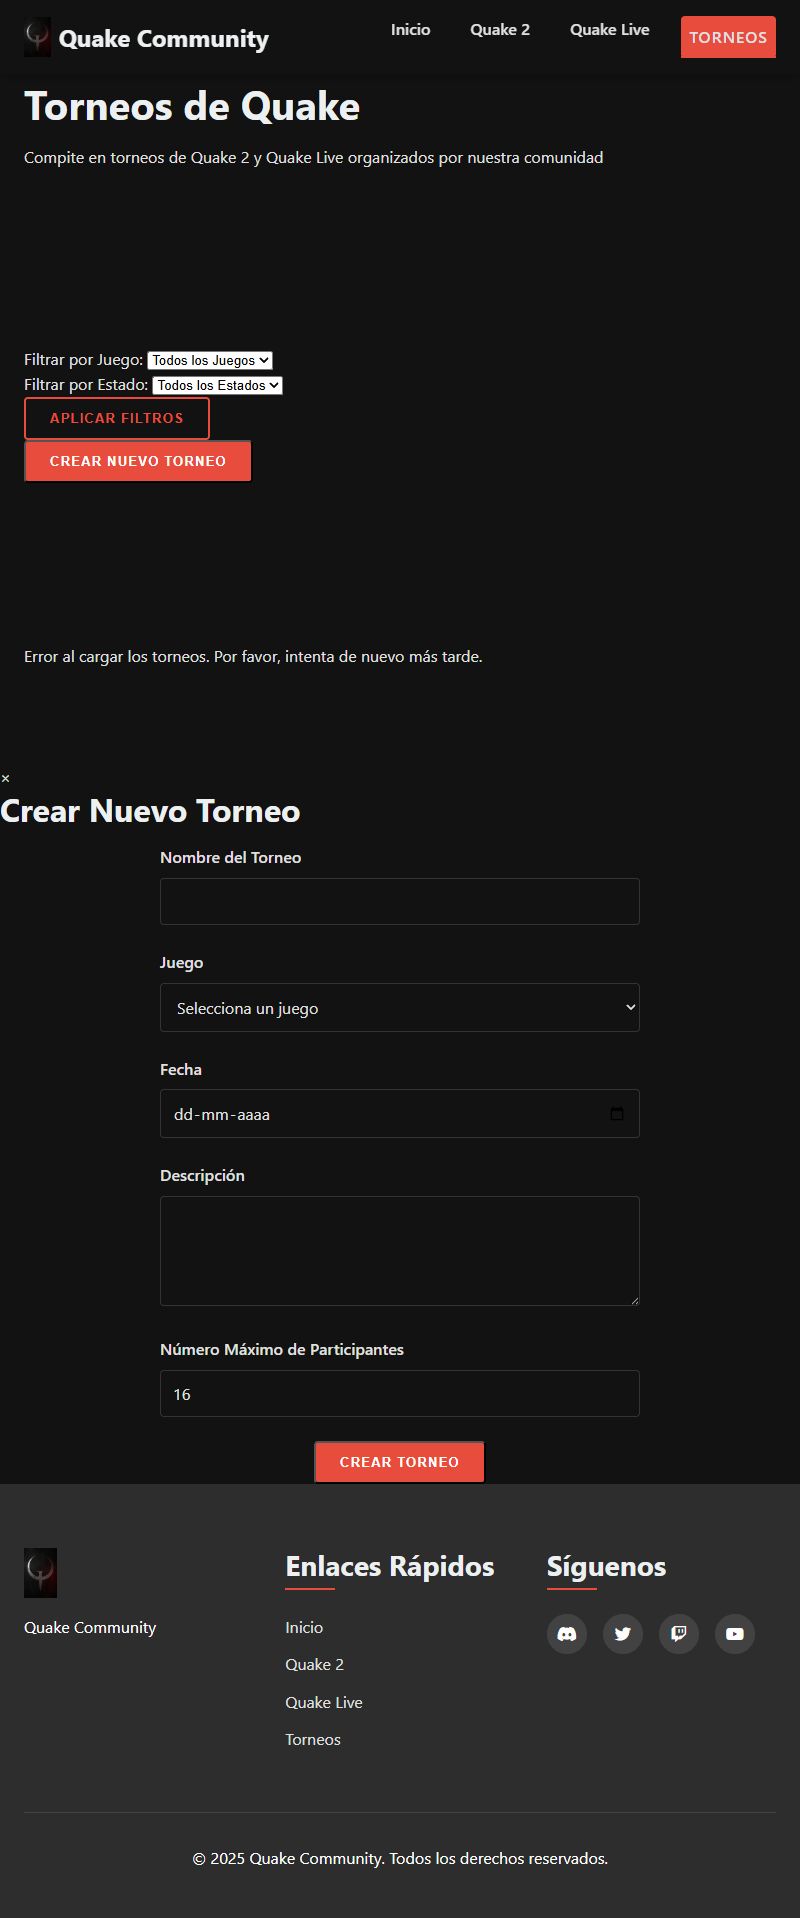 Quake Community
Inicio
Quake 2
Quake Live
TORNEOS
Torneos de Quake
Compite en torneos de Quake 2 y Quake Live organizados por nuestra comunidad
Filtrar por Juego: Todos los Juegos
Filtrar por Estado: Todos los Estados
APLICAR FILTROS
CREAR NUEVO TORNEO
Error al cargar los torneos. Por favor, intenta de nuevo más tarde.
×
Crear Nuevo Torneo
Nombre del Torneo
Juego
Selecciona un juego
Fecha
dd-mm-aaaa
Descripción
Número Máximo de Participantes
16
CREAR TORNEO
Quake Community
Enlaces Rápidos
Inicio
Quake 2
Quake Live
Torneos
Síguenos
© 2025 Quake Community. Todos los derechos reservados.